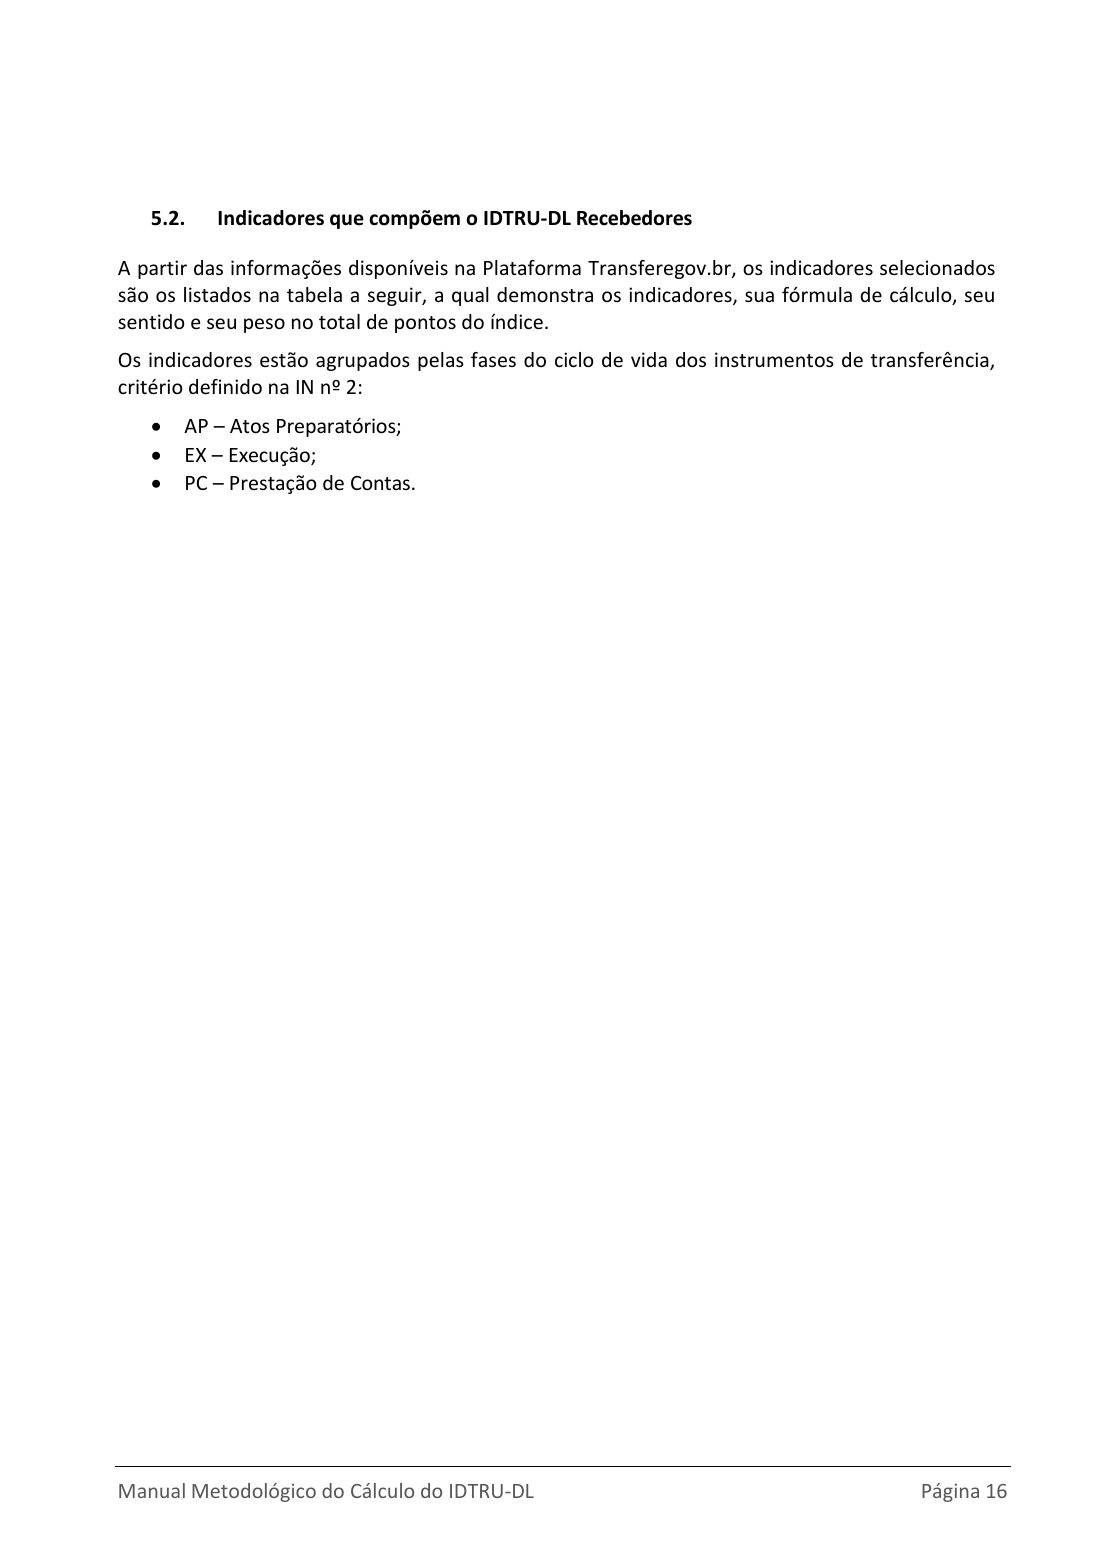 5.2. Indicadores que compõem o IDTRU-DL Recebedores
A partir das informações disponíveis na Plataforma Transferegov.br, os indicadores selecionados
são os listados na tabela a seguir, a qual demonstra os indicadores, sua fórmula de cálculo, seu
sentido e seu peso no total de pontos do índice.
Os indicadores estão agrupados pelas fases do ciclo de vida dos instrumentos de transferência,
critério definido na IN nº 2:
• AP – Atos Preparatórios;
• EX – Execução;
• PC – Prestação de Contas.
Manual Metodológico do Cálculo do IDTRU-DL Página 16